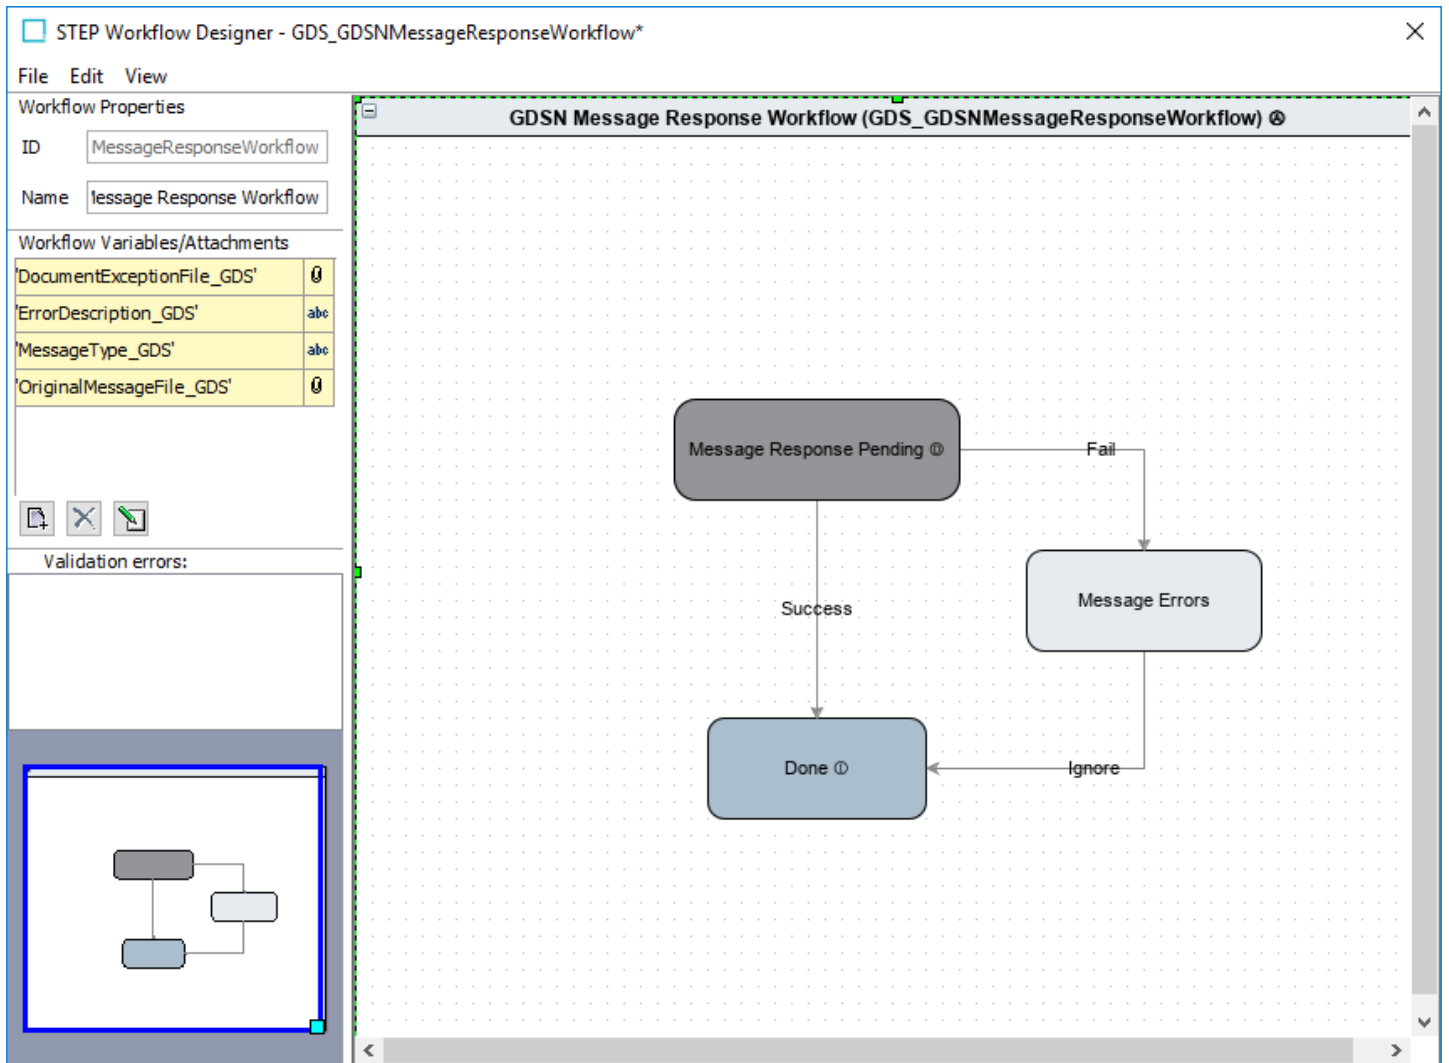 STEP Workflow Designer - GDS_GDSNMessageResponseWorkflow*
File Edit View
Workflow Properties
ID MessageResponseWorkflow
Name Message Response Workflow
Workflow Variables/Attachments
'DocumentExceptionFile_GDS'
'ErrorDescription_GDS' abc
'MessageType_GDS' abc
'OriginalMessageFile_GDS'
Validation errors:
GDSN Message Response Workflow (GDS_GDSNMessageResponseWorkflow) Ⓐ
Message Response Pending Ⓓ
Fail
Message Errors
Success
Done Ⓘ
Ignore